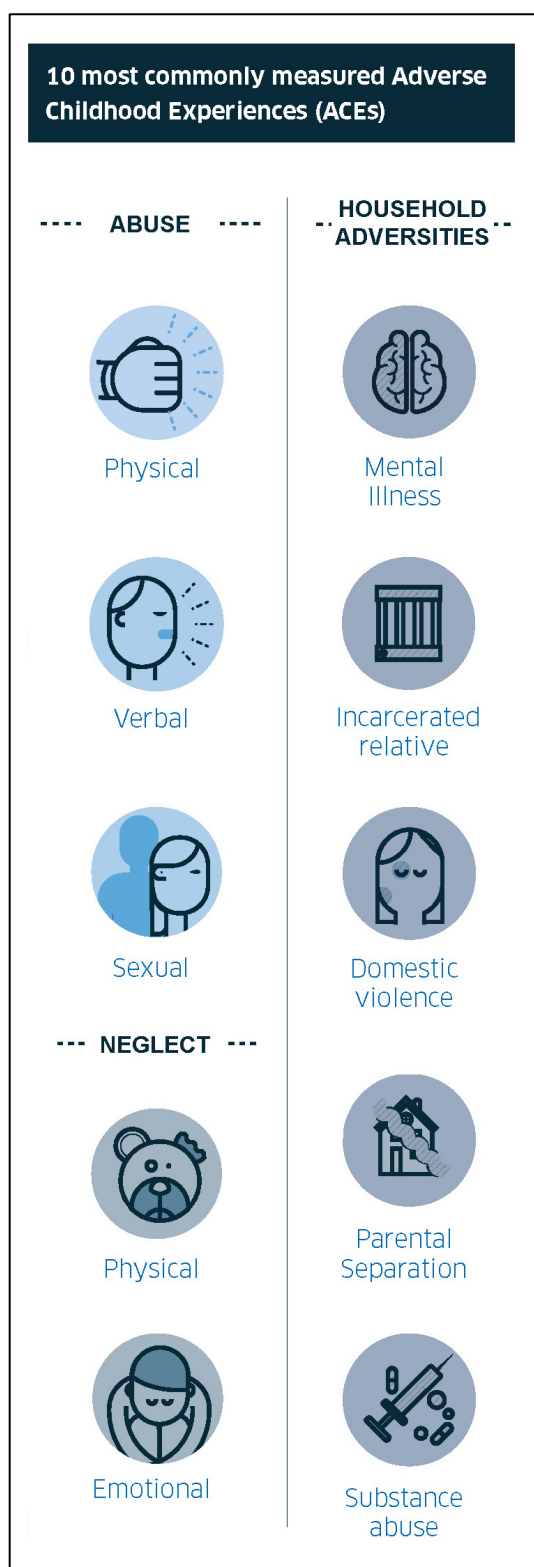 10 most commonly measured Adverse
Childhood Experiences (ACEs)
ABUSE
Physical
Verbal
Sexual
NEGLECT
Physical
Emotional
HOUSEHOLD
ADVERSITIES
Mental
Illness
Incarcerated
relative
Domestic
violence
Parental
Separation
Substance
abuse